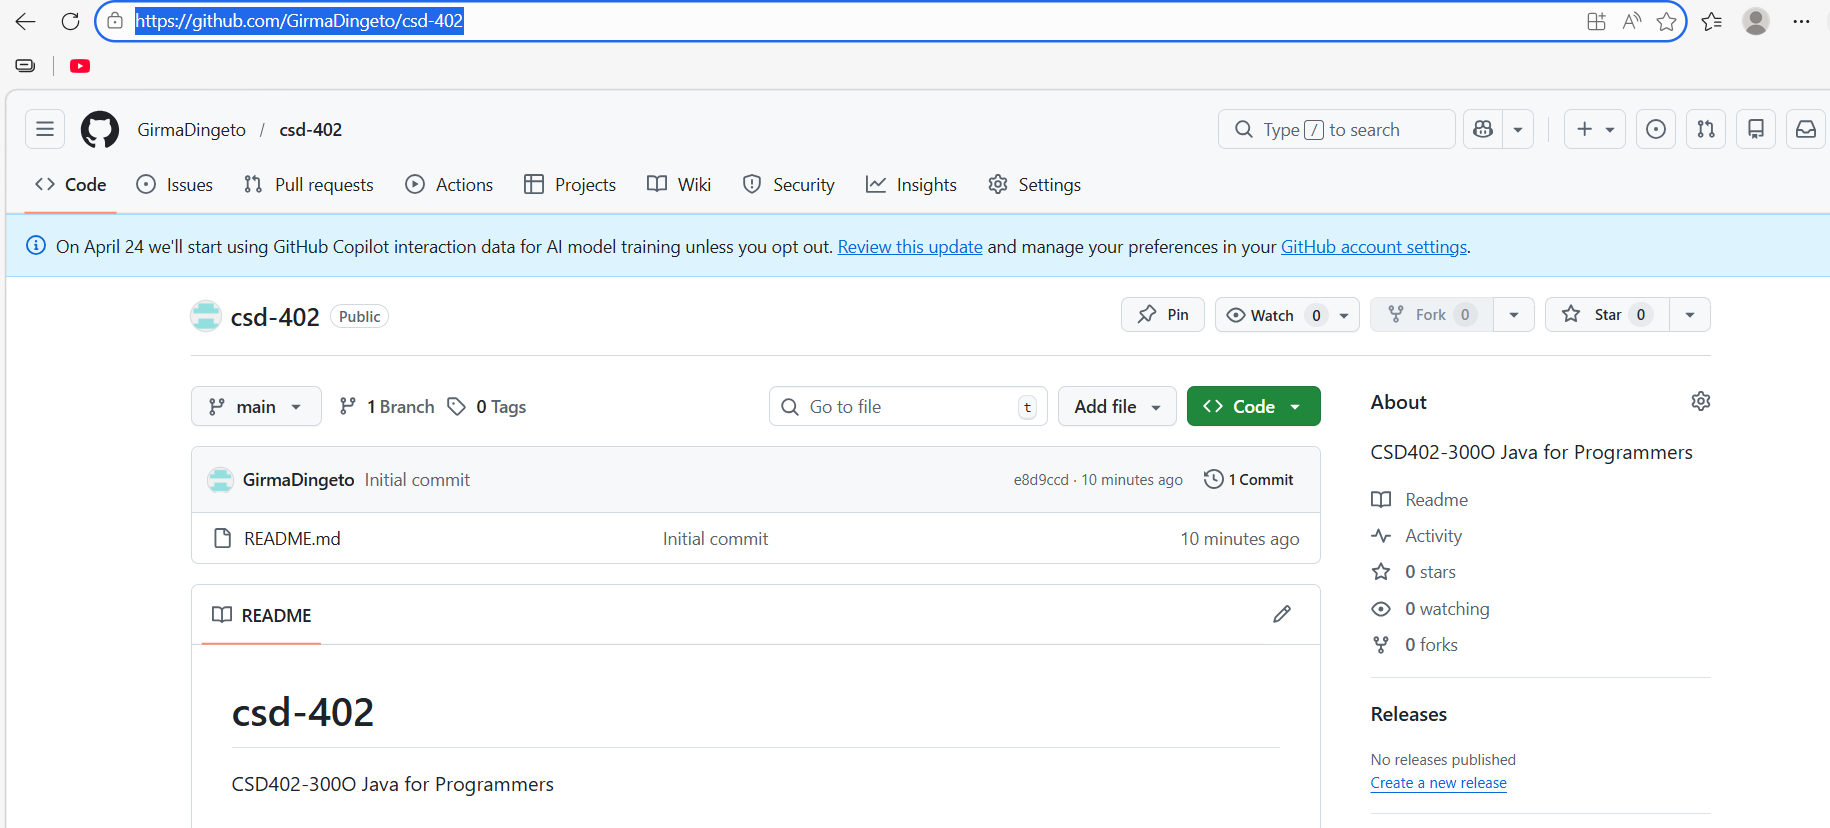 https://github.com/GirmaDingeto/csd-402
GirmaDingeto / csd-402
Type / to search
Code Issues Pull requests Actions Projects Wiki Security Insights Settings
On April 24 we'll start using GitHub Copilot interaction data for AI model training unless you opt out. Review this update and manage your preferences in your GitHub account settings.
csd-402 Public
Pin Watch 0 Fork 0 Star 0
main 1 Branch 0 Tags
Go to file t Add file Code
GirmaDingeto Initial commit e8d9ccd · 10 minutes ago 1 Commit
README.md Initial commit 10 minutes ago
README
csd-402
CSD402-300O Java for Programmers
About
CSD402-300O Java for Programmers
Readme
Activity
0 stars
0 watching
0 forks
Releases
No releases published
Create a new release